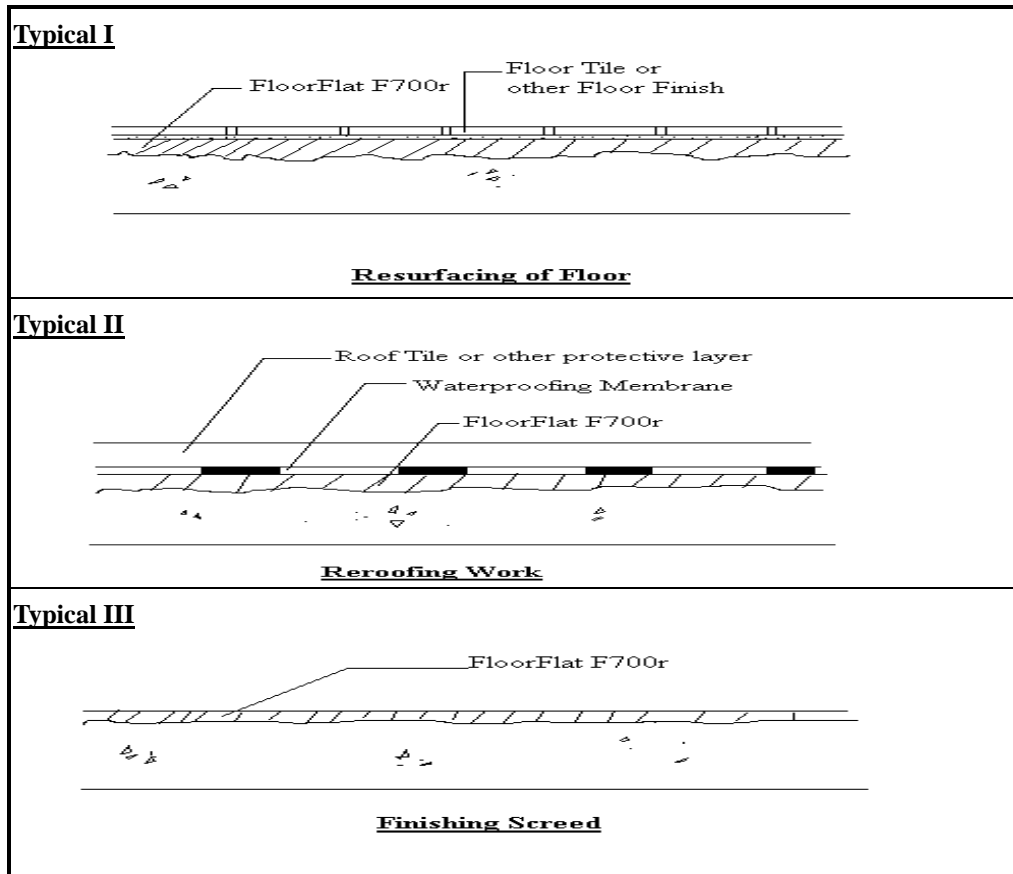 Typical I
FloorFlat F700r
Floor Tile or
other Floor Finish
Resurfacing of Floor
Typical II
Roof Tile or other protective layer
Waterproofing Membrane
FloorFlat F700r
Reroofing Work
Typical III
FloorFlat F700r
Finishing Screed